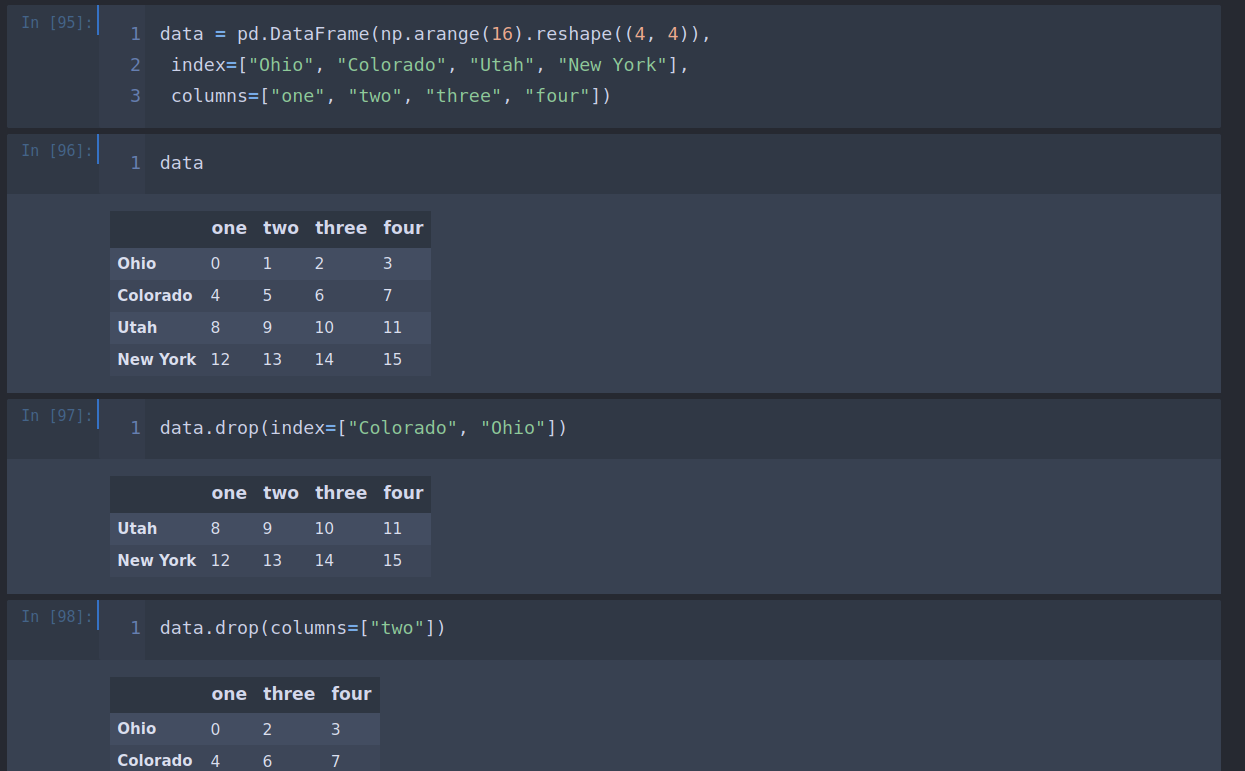 In [95]:
1 data = pd.DataFrame(np.arange(16).reshape((4, 4)),
2  index=["Ohio", "Colorado", "Utah", "New York"],
3  columns=["one", "two", "three", "four"])
In [96]:
1 data
one two three four
Ohio 0 1 2 3
Colorado 4 5 6 7
Utah 8 9 10 11
New York 12 13 14 15
In [97]:
1 data.drop(index=["Colorado", "Ohio"])
one two three four
Utah 8 9 10 11
New York 12 13 14 15
In [98]:
1 data.drop(columns=["two"])
one three four
Ohio 0 2 3
Colorado 4 6 7